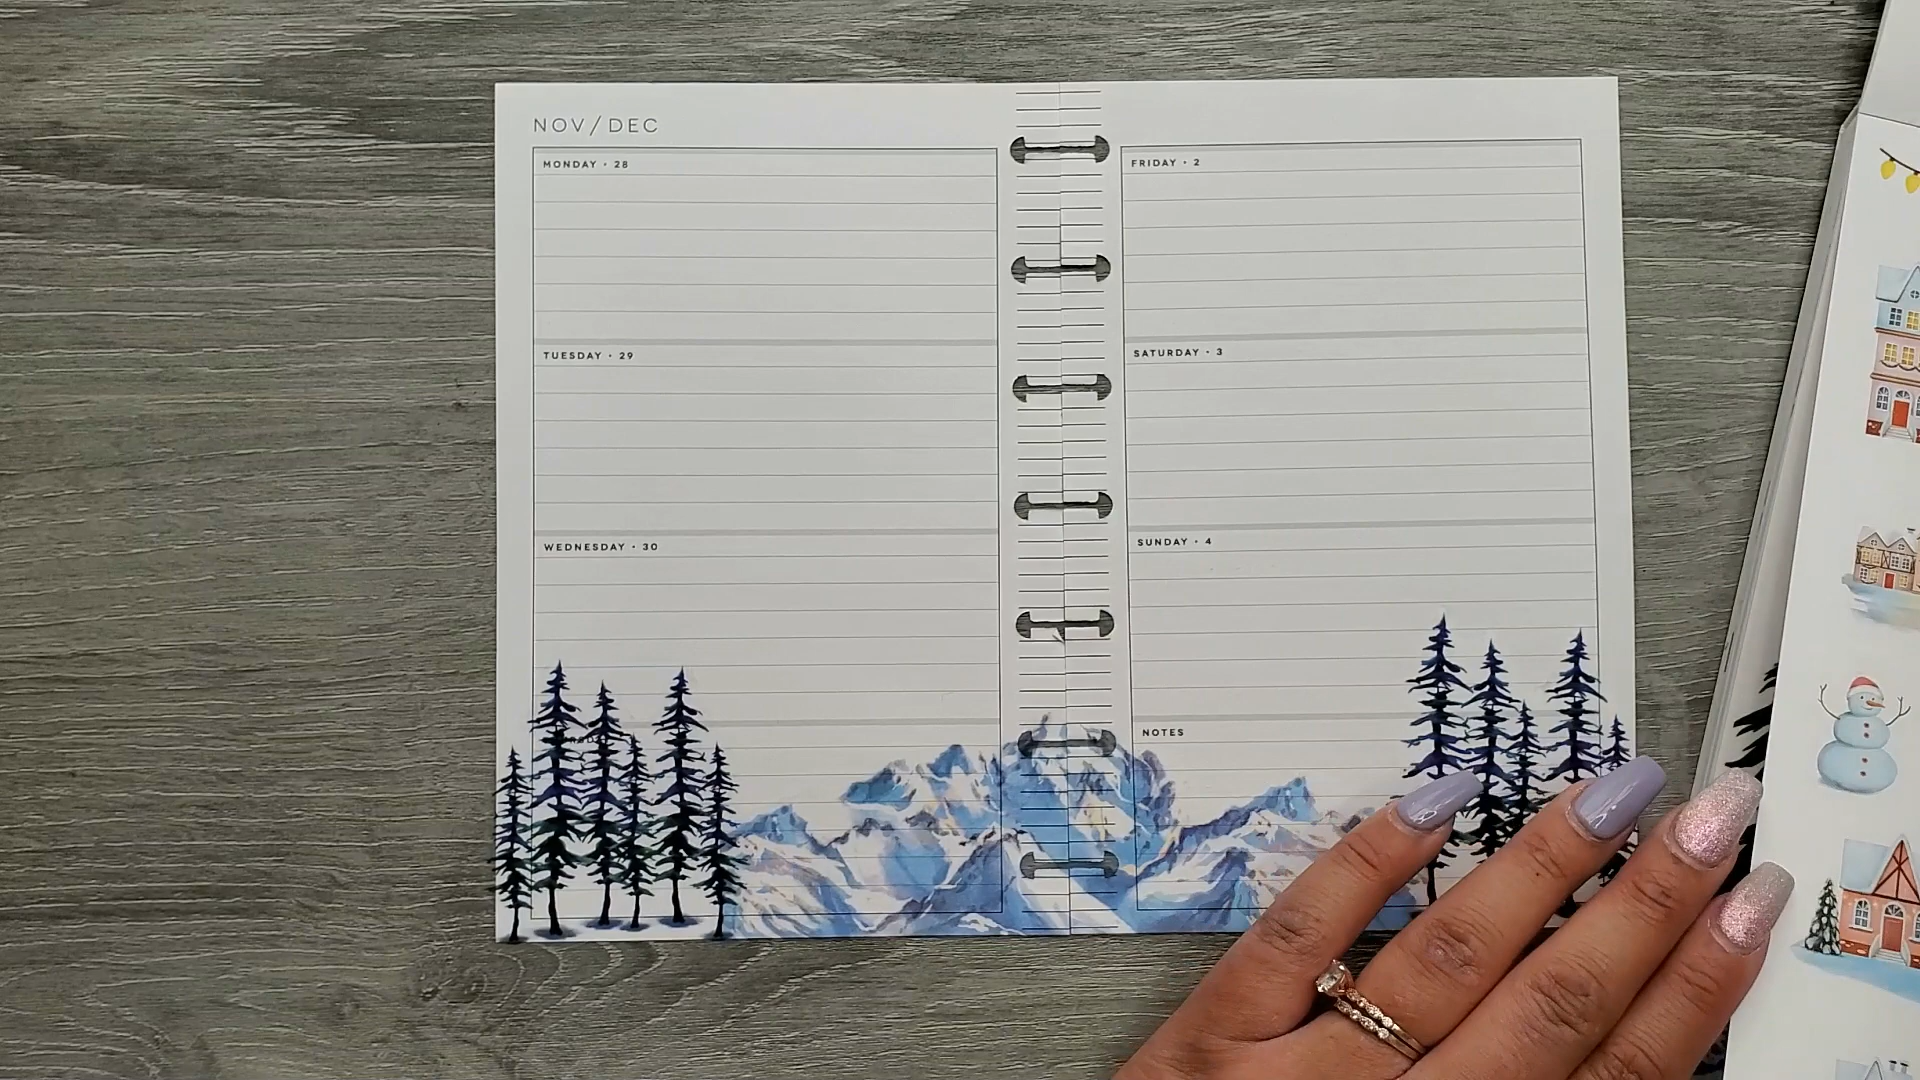 NOV/DEC
MONDAY • 28
TUESDAY • 29
WEDNESDAY • 30
FRIDAY • 2
SATURDAY • 3
SUNDAY • 4
NOTES